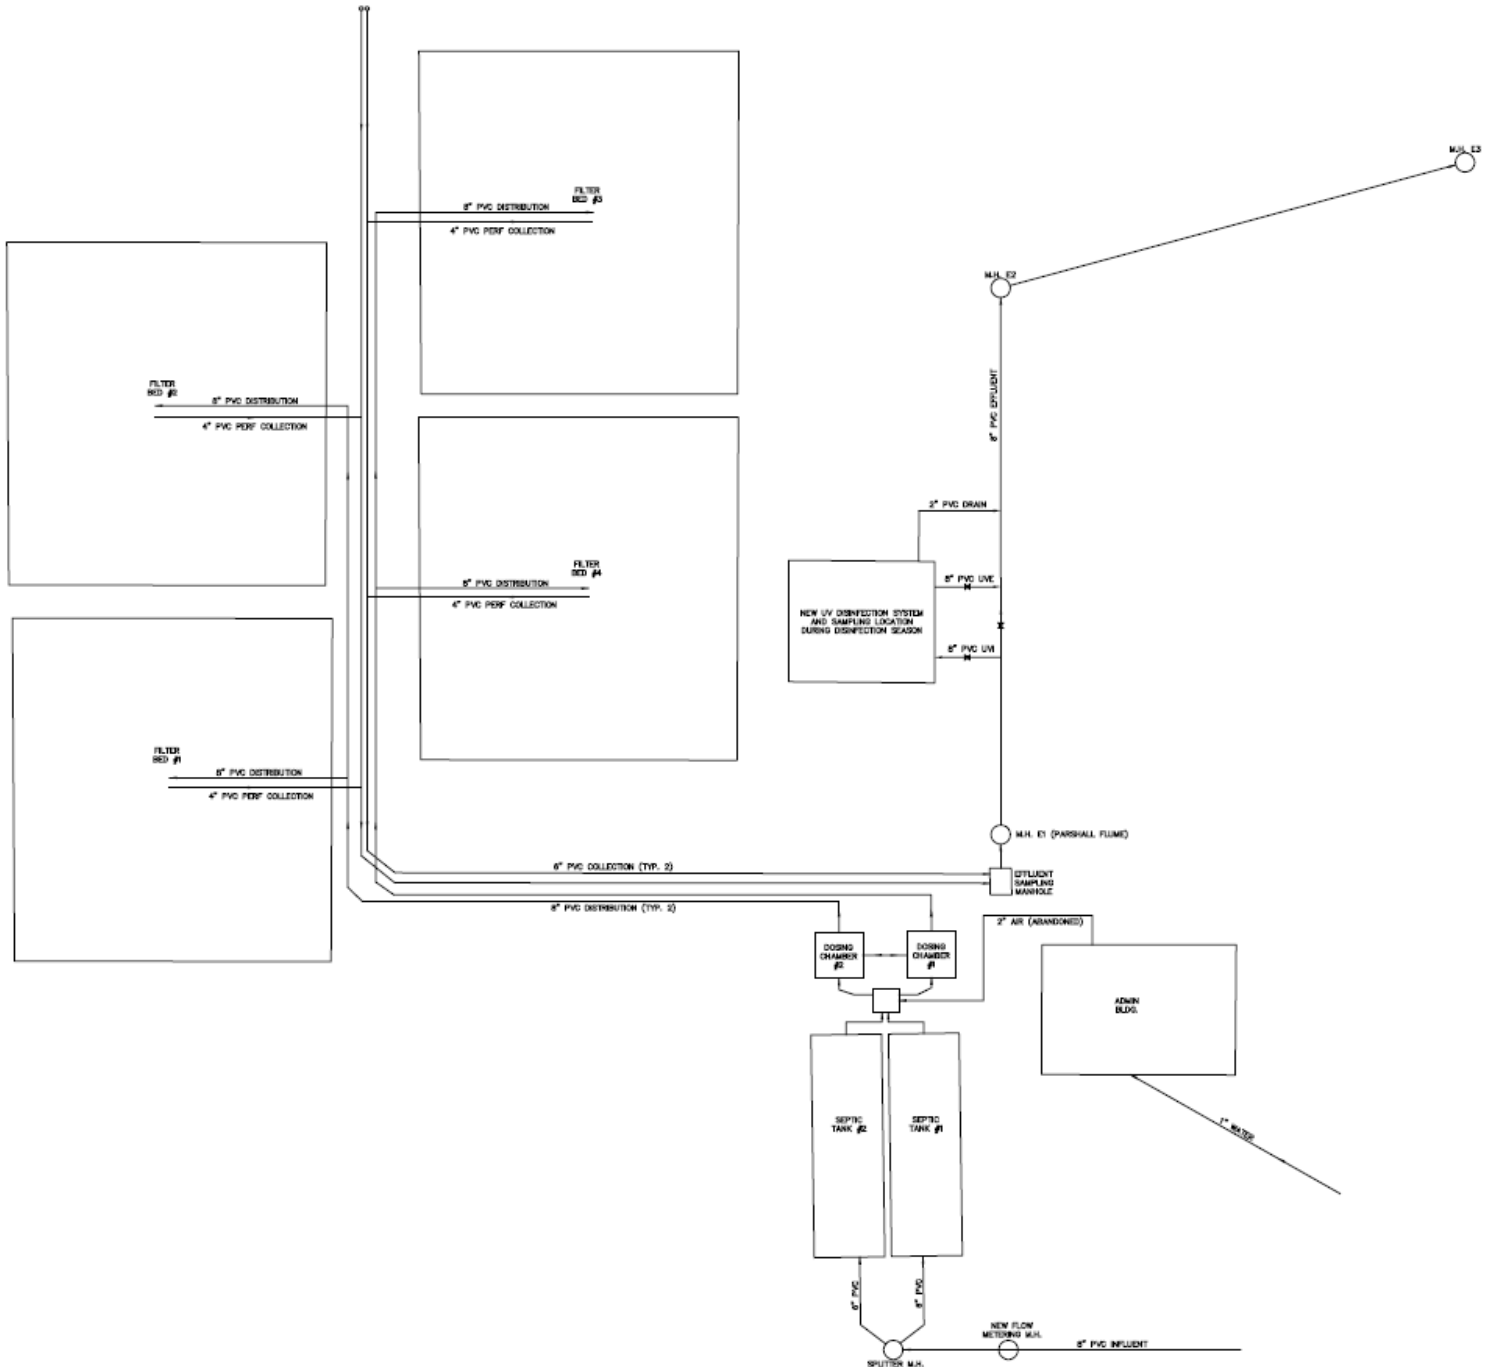 M.H. E3
FILTER
BED #3
8" PVC DISTRIBUTION
4" PVC PERF COLLECTION
M.H. E2
FILTER
BED #2
8" PVC DISTRIBUTION
4" PVC PERF COLLECTION
8" PVC EFFLUENT
2" PVC DRAIN
FILTER
BED #4
8" PVC DISTRIBUTION
4" PVC PERF COLLECTION
8" PVC UVE
NEW UV DISINFECTION SYSTEM
AND SAMPLING LOCATION
DURING DISINFECTION SEASON
8" PVC UVI
FILTER
BED #1
8" PVC DISTRIBUTION
4" PVC PERF COLLECTION
M.H. E1 (PARSHALL FLUME)
6" PVC COLLECTION (TYP. 2)
EFFLUENT
SAMPLING
MANHOLE
8" PVC DISTRIBUTION (TYP. 2)
2" AIR (ABANDONED)
DOSING
CHAMBER
#2
DOSING
CHAMBER
#1
ADMIN
BLDG.
SEPTIC
TANK #2
SEPTIC
TANK #1
1" WATER
PVC
PVC
NEW FLOW
METERING M.H.
8" PVC INFLUENT
SPLITTER M.H.